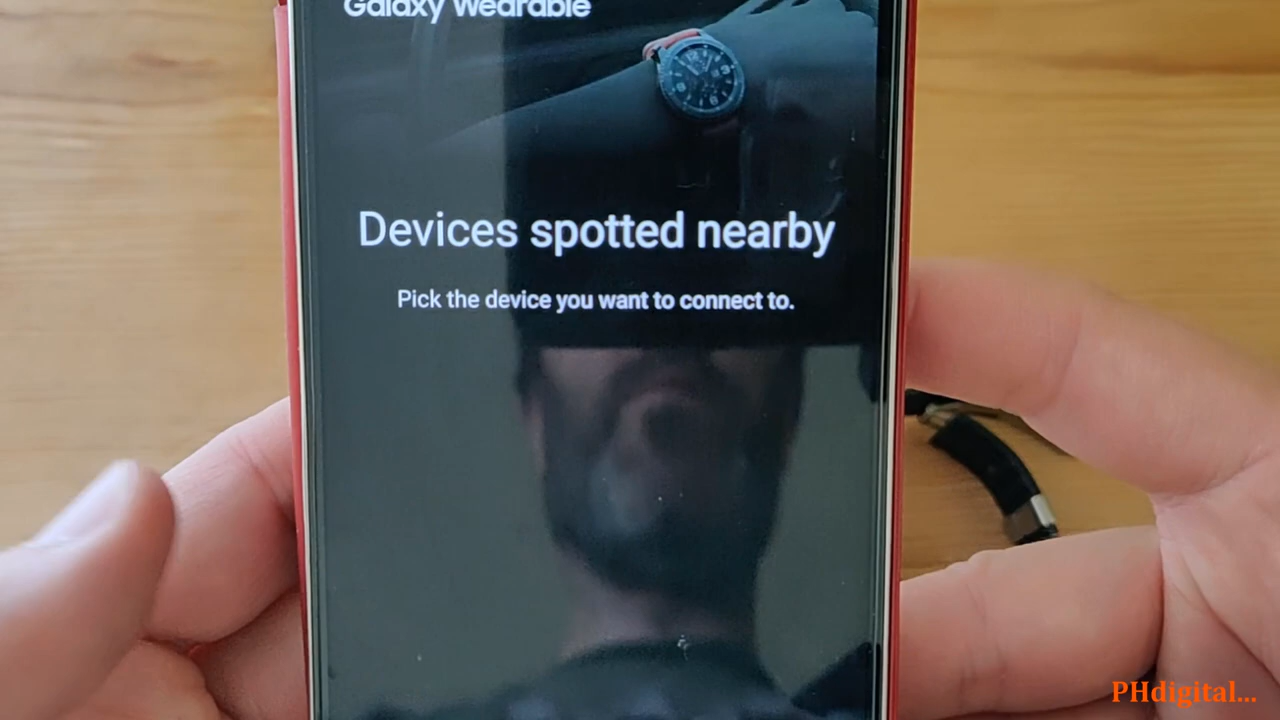 Galaxy Wearable
Devices spotted nearby
Pick the device you want to connect to.
PHdigital...